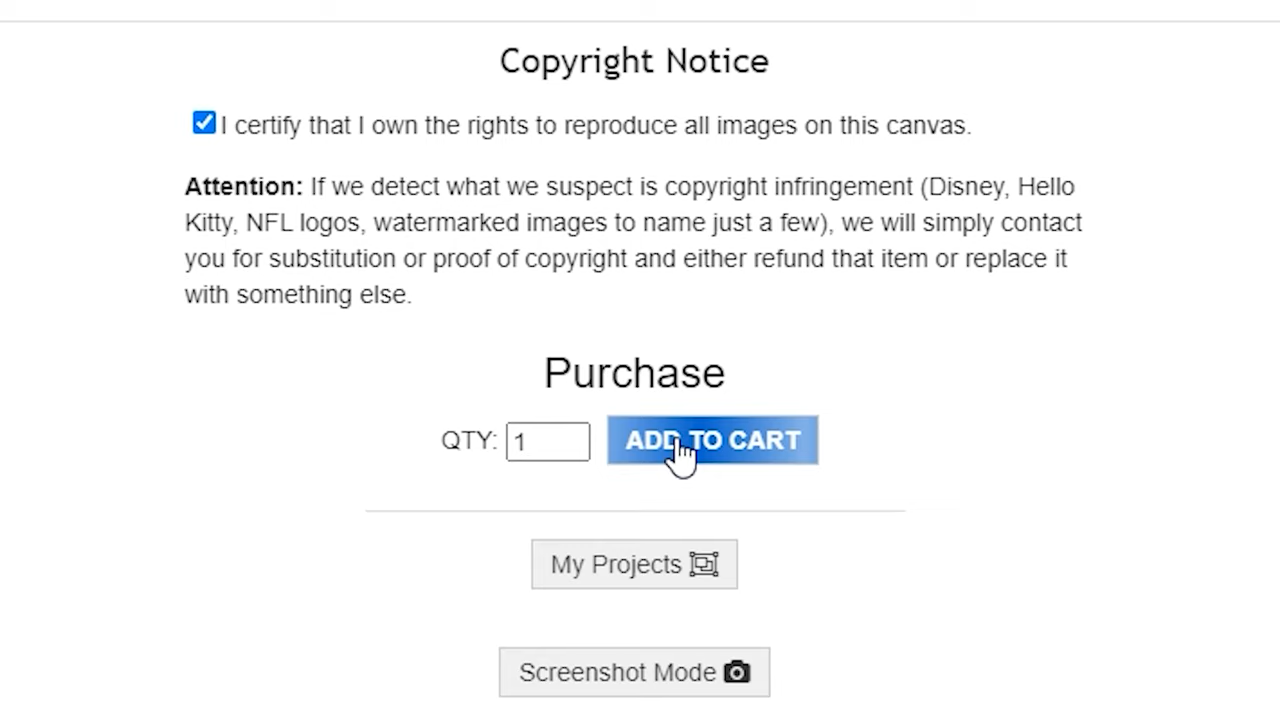 Copyright Notice
I certify that I own the rights to reproduce all images on this canvas.
Attention: If we detect what we suspect is copyright infringement (Disney, Hello
Kitty, NFL logos, watermarked images to name just a few), we will simply contact
you for substitution or proof of copyright and either refund that item or replace it
with something else.
Purchase
QTY: 1 ADD TO CART
My Projects
Screenshot Mode